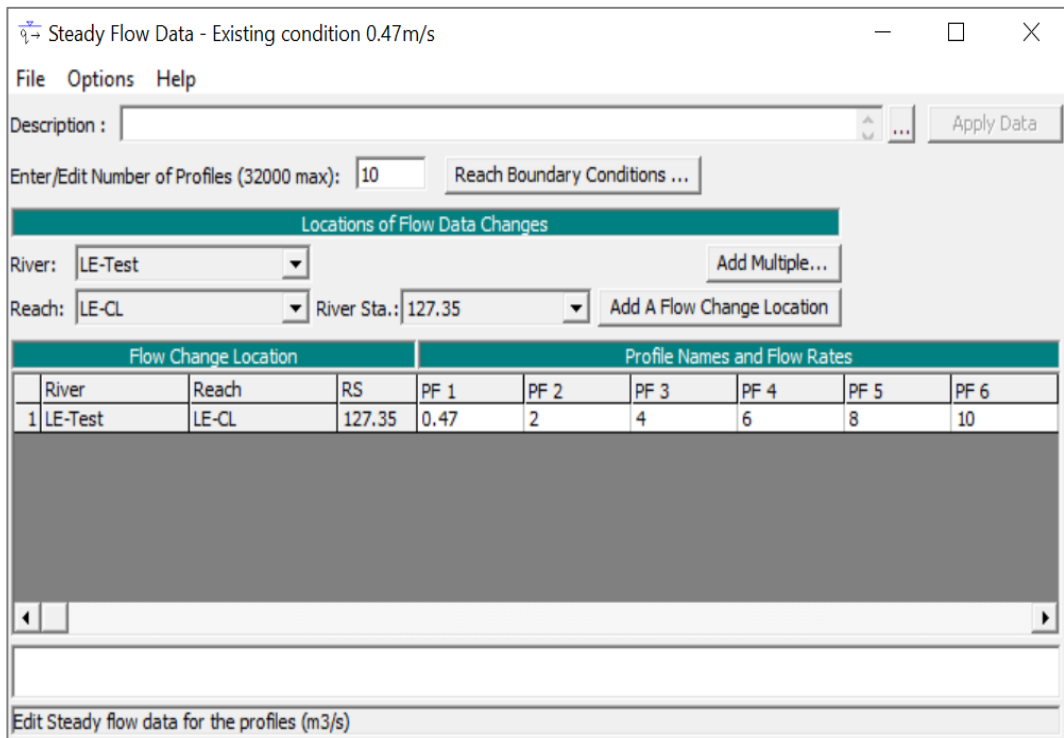 Steady Flow Data - Existing condition 0.47m/s
File Options Help
Description : ... Apply Data
Enter/Edit Number of Profiles (32000 max): 10 Reach Boundary Conditions ...
Locations of Flow Data Changes
River: LE-Test Add Multiple...
Reach: LE-CL River Sta.: 127.35 Add A Flow Change Location
Flow Change Location Profile Names and Flow Rates
River Reach RS PF 1 PF 2 PF 3 PF 4 PF 5 PF 6
1 LE-Test LE-CL 127.35 0.47 2 4 6 8 10
Edit Steady flow data for the profiles (m3/s)